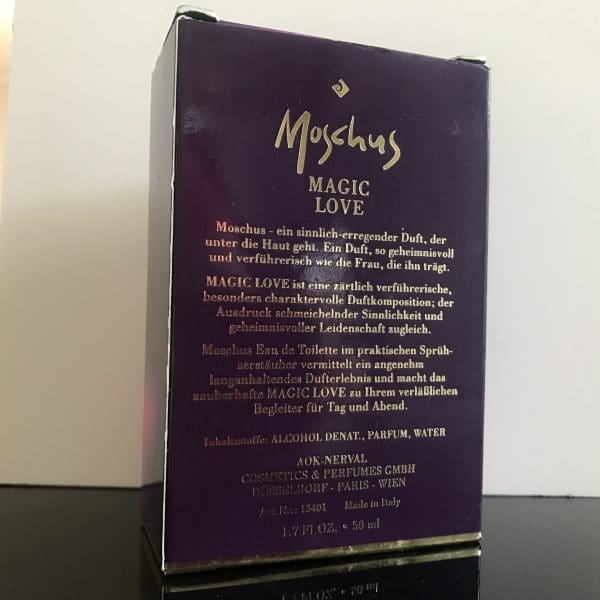 Moschus
MAGIC
LOVE
Moschus - ein sinnlich-erregender Duft, der
unter die Haut geht. Ein Duft, so geheimnisvoll
und verführerisch wie die Frau, die ihn trägt.
MAGIC LOVE ist eine zärtlich verführerische,
besonders charaktervolle Duftkomposition; der
Ausdruck schmeichelnder Sinnlichkeit und
geheimnisvoller Leidenschaft zugleich.
Moschus Eau de Toilette im praktischen Sprüh-
zerstäuber vermittelt ein angenehm
langanhaltendes Dufterlebnis und macht das
zauberhafte MAGIC LOVE zu Ihrem verläßlichen
Begleiter für Tag und Abend.
Inhaltsstoffe: ALCOHOL DENAT., PARFUM, WATER
AOK-NERVAL
COSMETICS & PERFUMES GMBH
DÜSSELDORF - PARIS - WIEN
Art.Nr.: 13401 Made in Italy
1.7 FL.OZ. e 50 ml